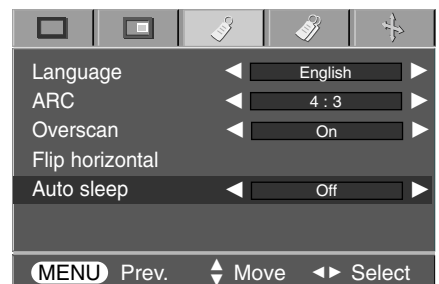 Language ◀ English ▶
ARC ◀ 4 : 3 ▶
Overscan ◀ On ▶
Flip horizontal
Auto sleep ◀ Off ▶
MENU Prev. ▲▼ Move ◀▶ Select